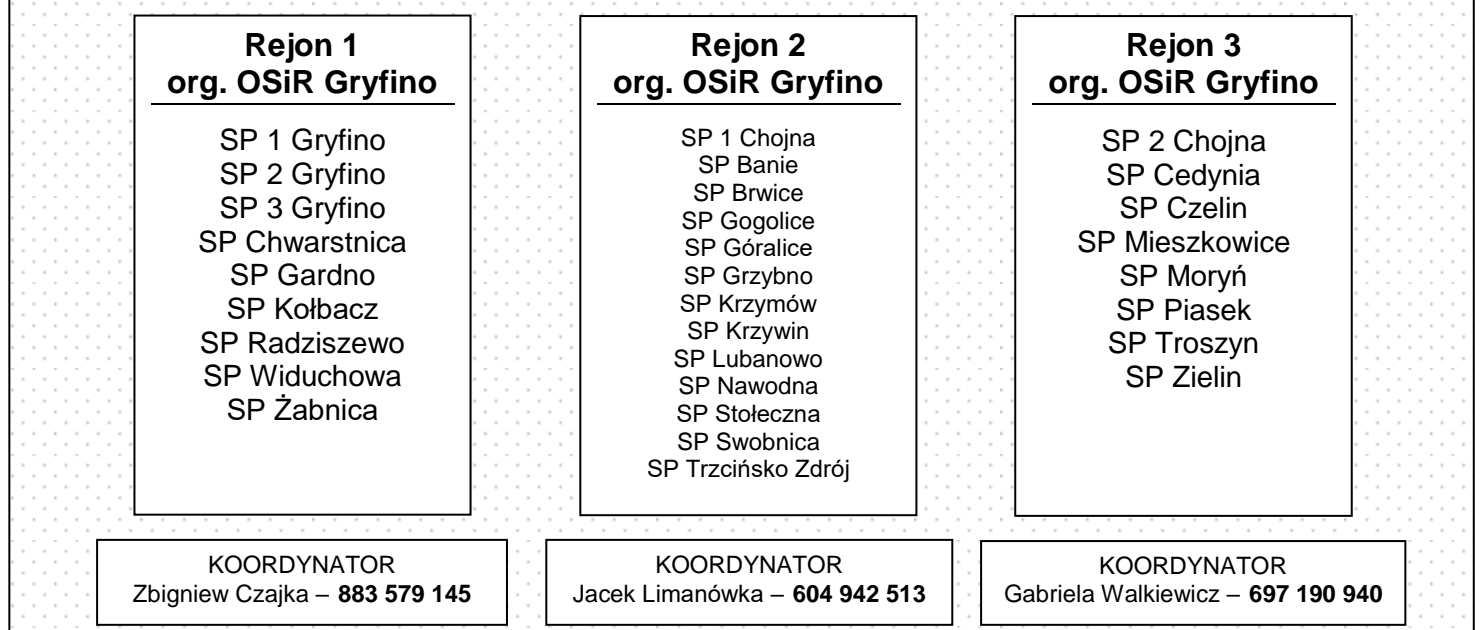 Rejon 1
org. OSiR Gryfino
SP 1 Gryfino
SP 2 Gryfino
SP 3 Gryfino
SP Chwarstnica
SP Gardno
SP Kołbacz
SP Radziszewo
SP Widuchowa
SP Żabnica
KOORDYNATOR
Zbigniew Czajka – 883 579 145
Rejon 2
org. OSiR Gryfino
SP 1 Chojna
SP Banie
SP Brwice
SP Gogolice
SP Góralice
SP Grzybno
SP Krzymów
SP Krzywin
SP Lubanowo
SP Nawodna
SP Stołeczna
SP Swobnica
SP Trzcińsko Zdrój
KOORDYNATOR
Jacek Limanówka – 604 942 513
Rejon 3
org. OSiR Gryfino
SP 2 Chojna
SP Cedynia
SP Czelin
SP Mieszkowice
SP Moryń
SP Piasek
SP Troszyn
SP Zielin
KOORDYNATOR
Gabriela Walkiewicz – 697 190 940